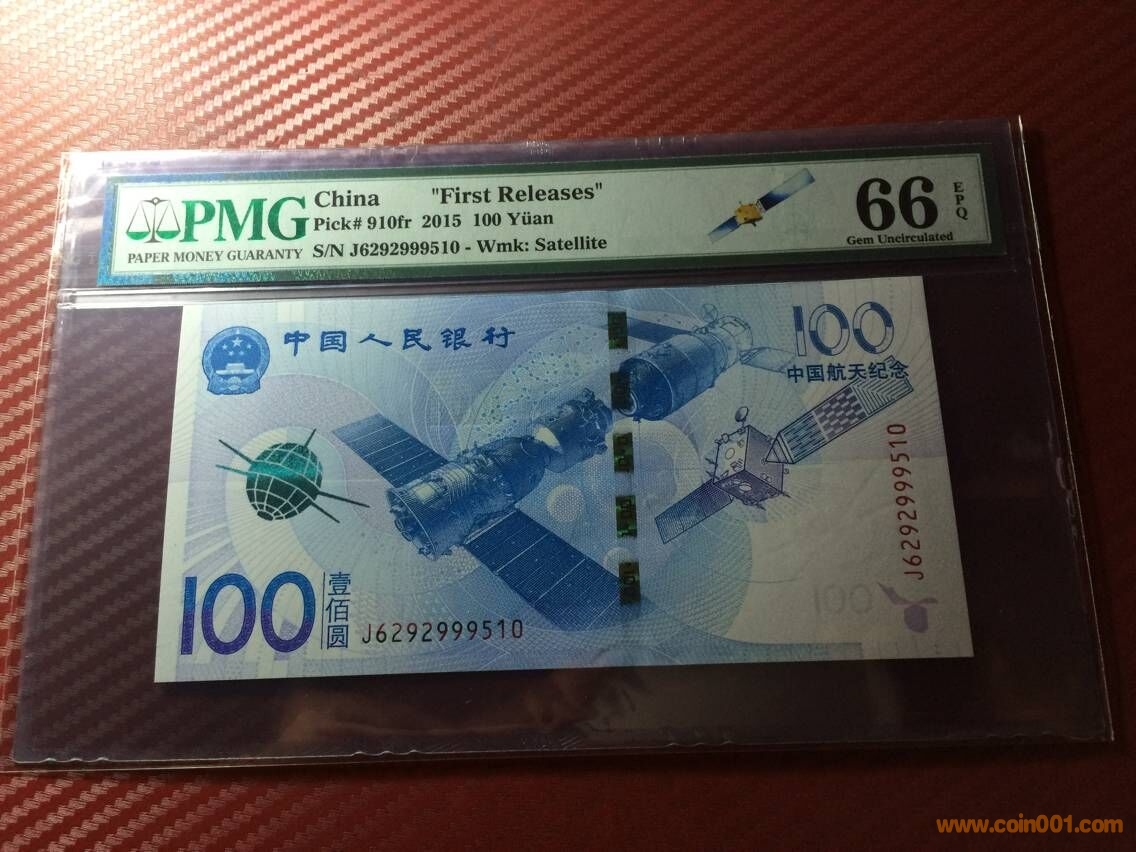 PMG
PAPER MONEY GUARANTY
China "First Releases"
Pick# 910fr 2015 100 Yüan
S/N J6292999510 - Wmk: Satellite
66
EPQ
Gem Uncirculated
中国人民银行
100
中国航天纪念
J6292999510
100
100
壹佰圆
J6292999510
www.coin001.com